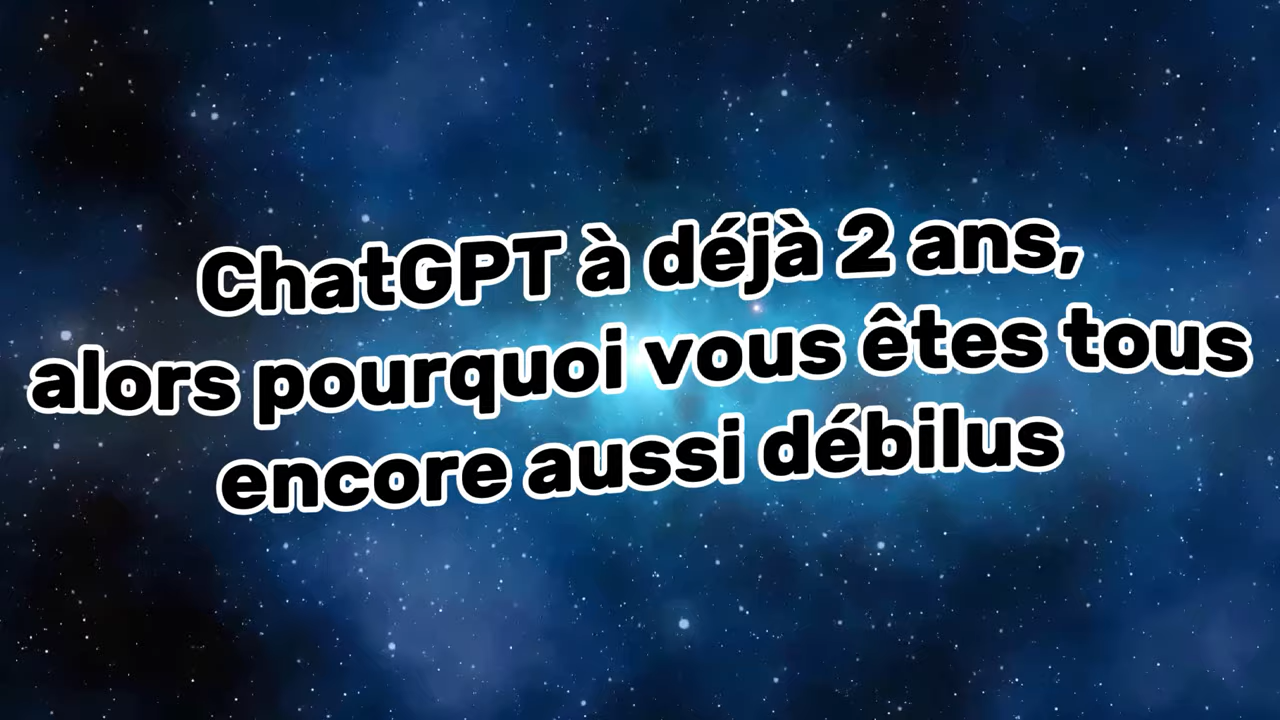 ChatGPT à déjà 2 ans,
alors pourquoi vous êtes tous
encore aussi débilus